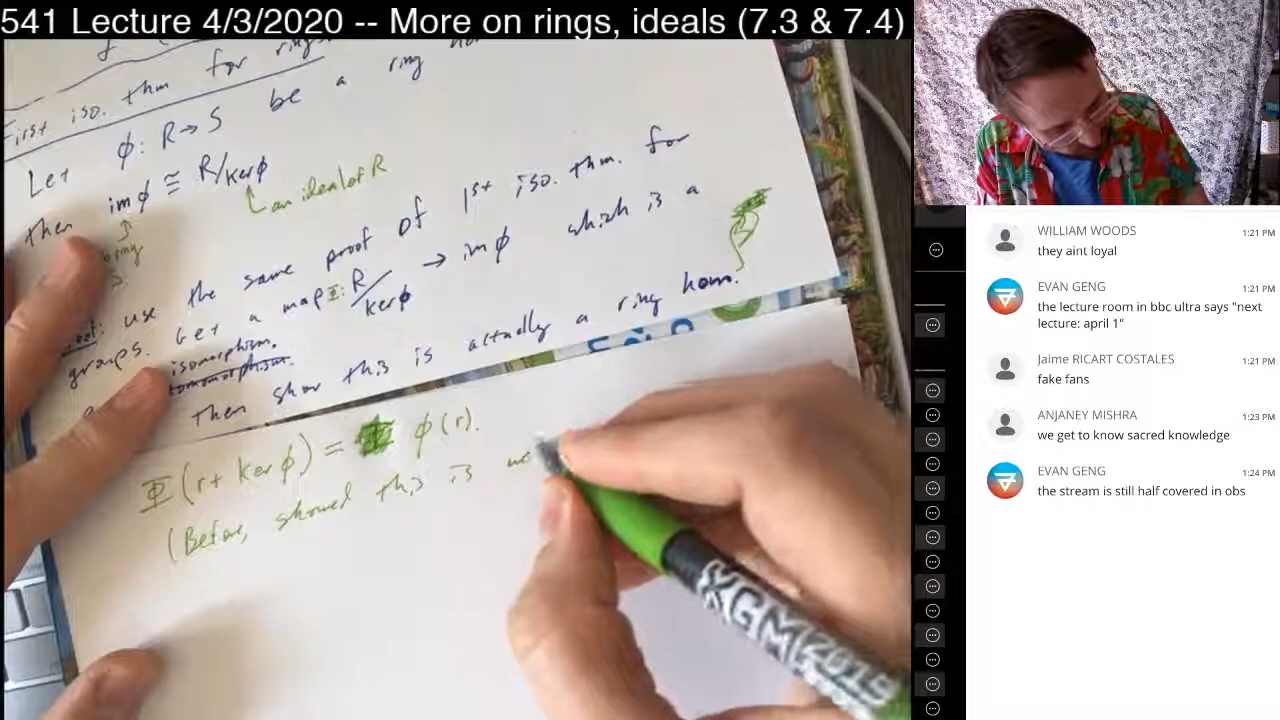 541 Lecture 4/3/2020 -- More on rings, ideals (7.3 & 7.4)
First iso. thm for rings
Let φ: R→S be a ring
then im φ ≅ R/ker φ
an ideal of R
use the same proof of 1st iso. thm. for
groups. Get a map Φ: R/ker φ → im φ which is a
isomorphism.
Then show this is actually a ring hom.
Φ(r + ker φ) = φ(r).
(Before, showed this is
XGM2019
WILLIAM WOODS 1:21 PM
they aint loyal
EVAN GENG 1:21 PM
the lecture room in bbc ultra says "next
lecture: april 1"
Jaime RICART COSTALES 1:21 PM
fake fans
ANJANEY MISHRA 1:23 PM
we get to know sacred knowledge
EVAN GENG 1:24 PM
the stream is still half covered in obs